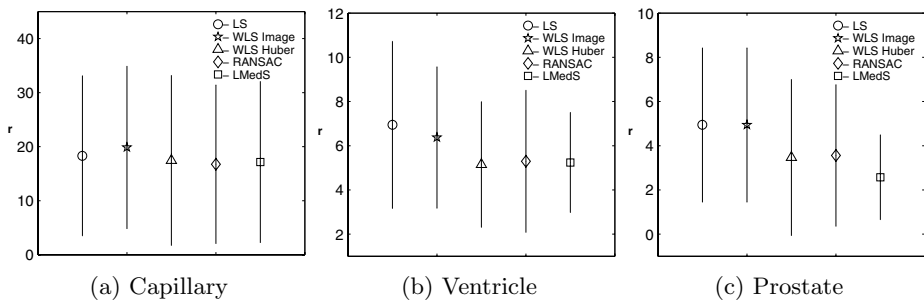 40
30
20
10
0
r
LS
WLS Image
WLS Huber
RANSAC
LMedS
(a) Capillary
12
10
8
6
4
2
r
LS
WLS Image
WLS Huber
RANSAC
LMedS
(b) Ventricle
10
8
6
4
2
0
r
LS
WLS Image
WLS Huber
RANSAC
LMedS
(c) Prostate